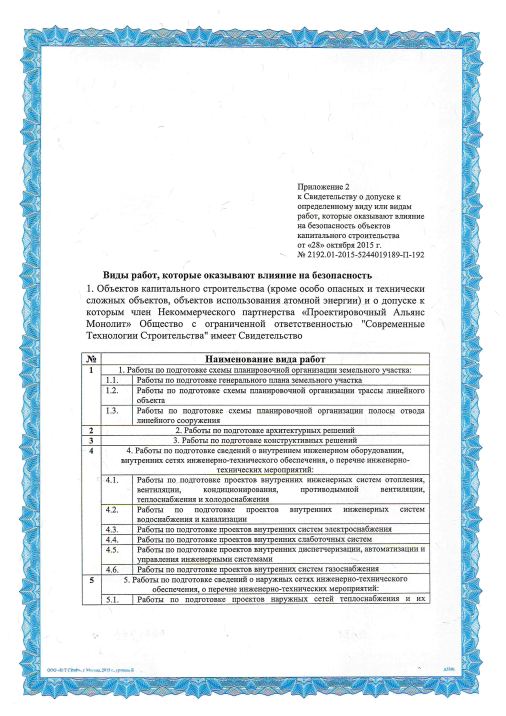 Приложение 2
к Свидетельству о допуске к
определенному виду или видам
работ, которые оказывают влияние
на безопасность объектов
капитального строительства
от «28» октября 2015 г.
№ 2192.01-2015-5244019189-П-192
Виды работ, которые оказывают влияние на безопасность
1. Объектов капитального строительства (кроме особо опасных и технически
сложных объектов, объектов использования атомной энергии) и о допуске к
которым член Некоммерческого партнерства «Проектировочный Альянс
Монолит» Общество с ограниченной ответственностью "Современные
Технологии Строительства" имеет Свидетельство
№ Наименование вида работ
1 1. Работы по подготовке схемы планировочной организации земельного участка:
1.1. Работы по подготовке генерального плана земельного участка
1.2. Работы по подготовке схемы планировочной организации трассы линейного
объекта
1.3. Работы по подготовке схемы планировочной организации полосы отвода
линейного сооружения
2 2. Работы по подготовке архитектурных решений
3 3. Работы по подготовке конструктивных решений
4 4. Работы по подготовке сведений о внутреннем инженерном оборудовании,
внутренних сетях инженерно-технического обеспечения, о перечне инженерно-
технических мероприятий:
4.1. Работы по подготовке проектов внутренних инженерных систем отопления,
вентиляции, кондиционирования, противодымной вентиляции,
теплоснабжения и холодоснабжения
4.2. Работы по подготовке проектов внутренних инженерных систем
водоснабжения и канализации
4.3. Работы по подготовке проектов внутренних систем электроснабжения
4.4. Работы по подготовке проектов внутренних слаботочных систем
4.5. Работы по подготовке проектов внутренних диспетчеризации, автоматизации и
управления инженерными системами
4.6. Работы по подготовке проектов внутренних систем газоснабжения
5 5. Работы по подготовке сведений о наружных сетях инженерно-технического
обеспечения, о перечне инженерно-технических мероприятий:
5.1. Работы по подготовке проектов наружных сетей теплоснабжения и их
г. Москва, 2015 г., уровень Б